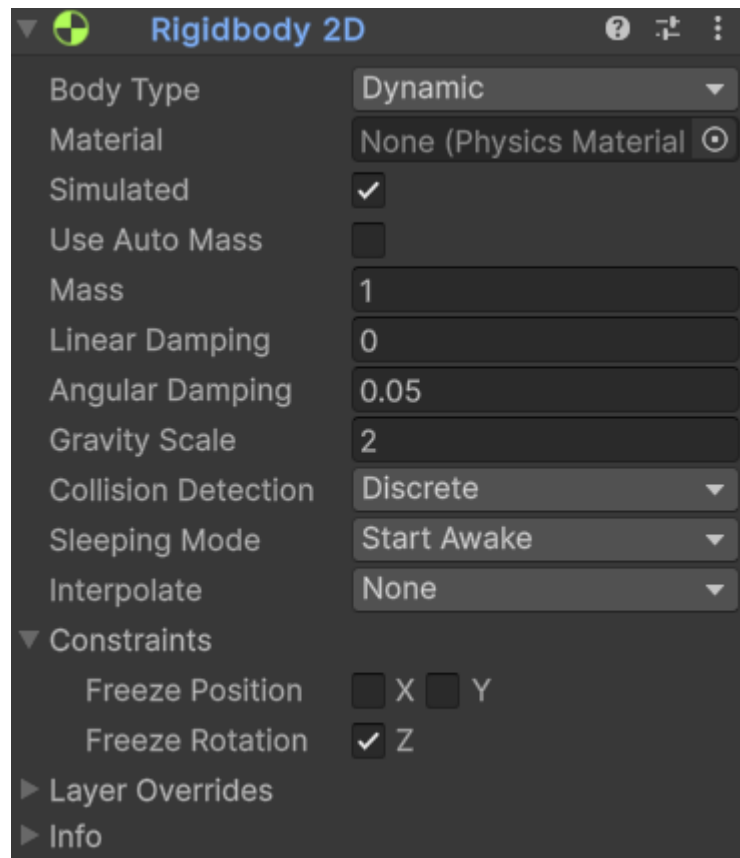 Rigidbody 2D
Body Type Dynamic
Material None (Physics Material
Simulated
Use Auto Mass
Mass 1
Linear Damping 0
Angular Damping 0.05
Gravity Scale 2
Collision Detection Discrete
Sleeping Mode Start Awake
Interpolate None
Constraints
Freeze Position X Y
Freeze Rotation Z
Layer Overrides
Info